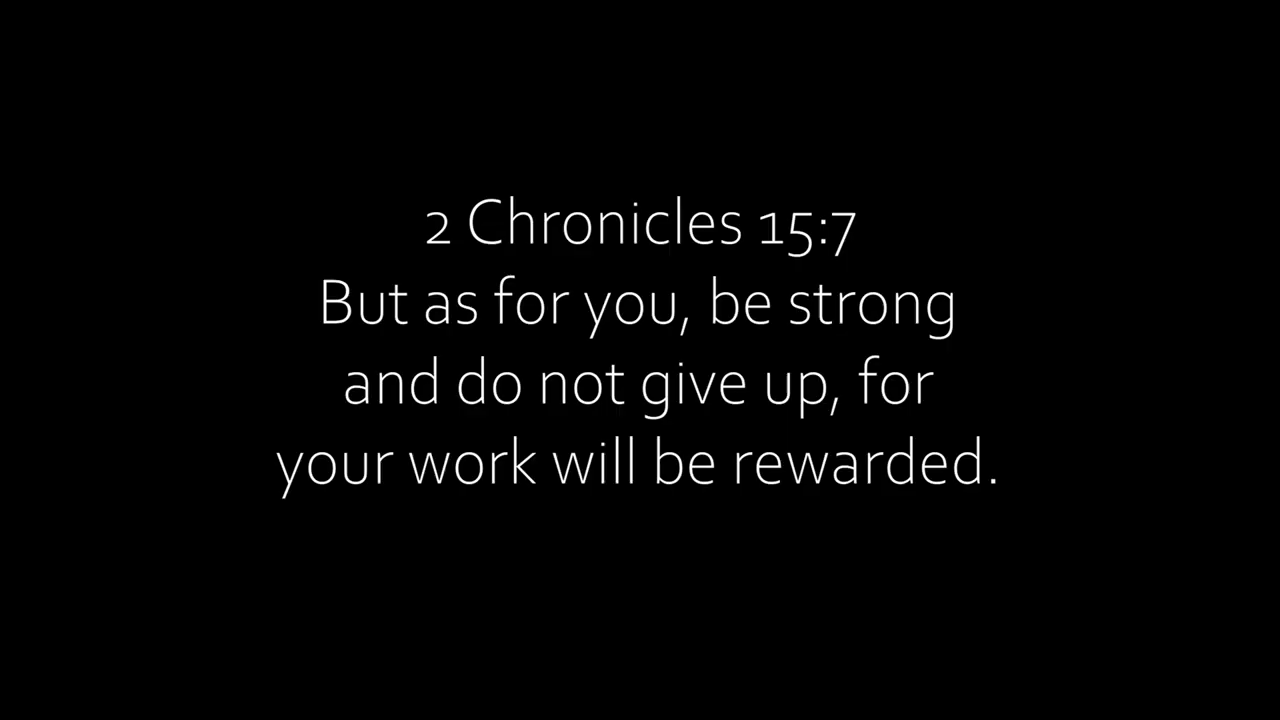 2 Chronicles 15:7
But as for you, be strong
and do not give up, for
your work will be rewarded.